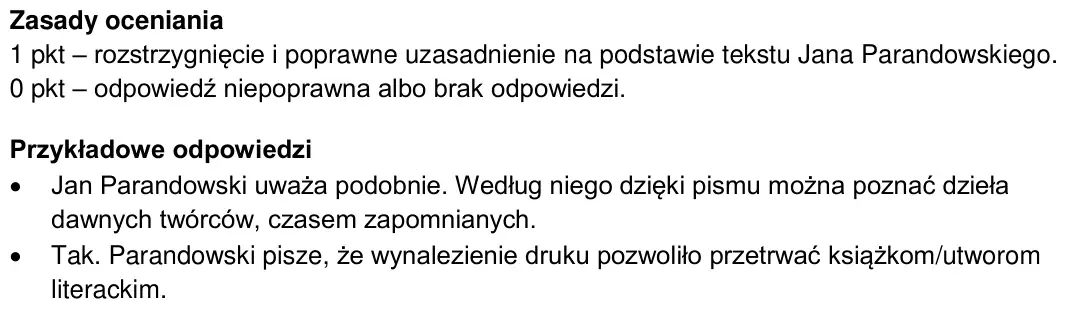 Zasady oceniania
1 pkt – rozstrzygnięcie i poprawne uzasadnienie na podstawie tekstu Jana Parandowskiego.
0 pkt – odpowiedź niepoprawna albo brak odpowiedzi.
Przykładowe odpowiedzi
• Jan Parandowski uważa podobnie. Według niego dzięki pismu można poznać dzieła
dawnych twórców, czasem zapomnianych.
• Tak. Parandowski pisze, że wynalezienie druku pozwoliło przetrwać książkom/utworom
literackim.